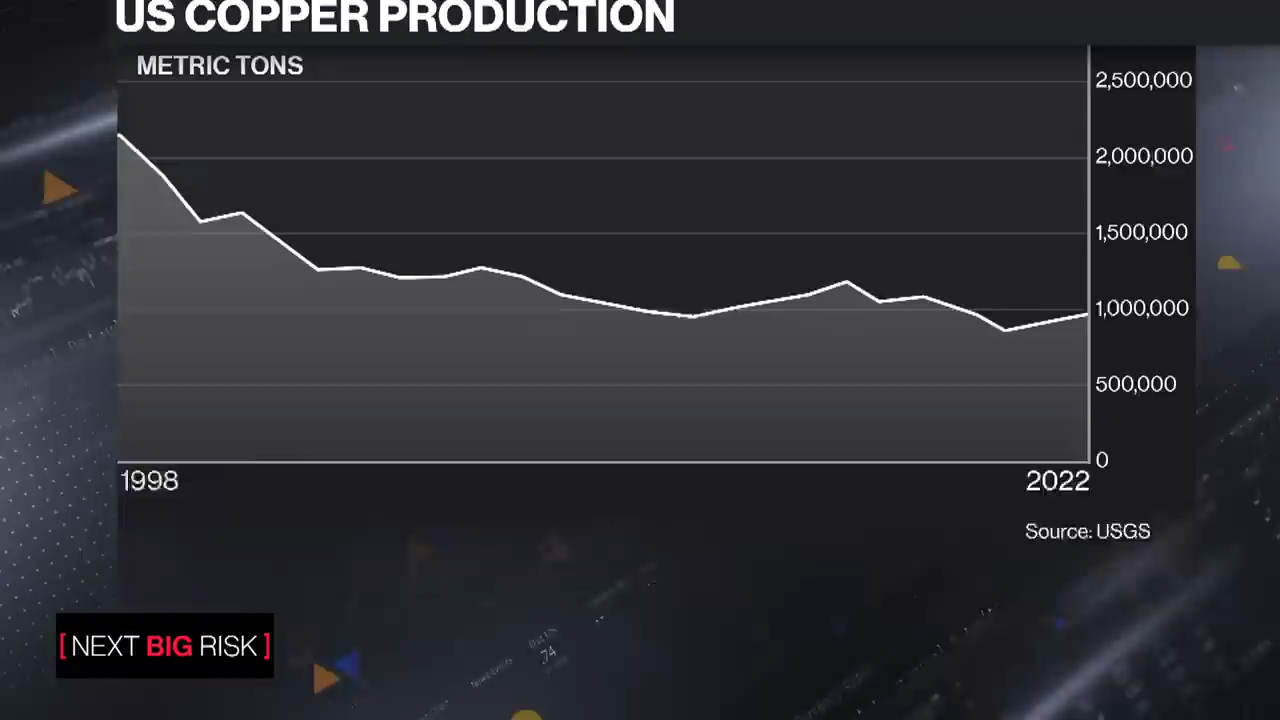 US COPPER PRODUCTION
METRIC TONS
2,500,000
2,000,000
1,500,000
1,000,000
500,000
0
1998
2022
Source: USGS
[ NEXT BIG RISK ]
74